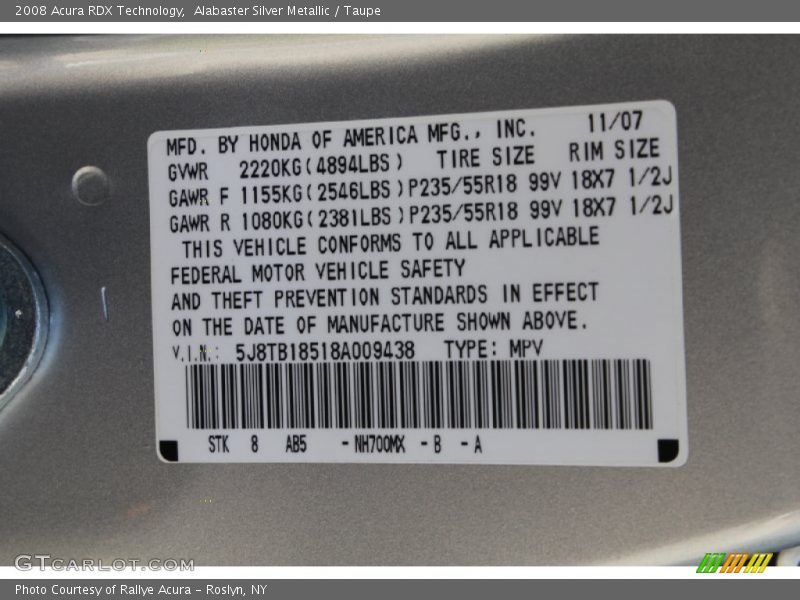 2008 Acura RDX Technology,  Alabaster Silver Metallic / Taupe
MFD. BY HONDA OF AMERICA MFG., INC. 11/07
GVWR 2220KG(4894LBS) TIRE SIZE RIM SIZE
GAWR F 1155KG(2546LBS)P235/55R18 99V 18X7 1/2J
GAWR R 1080KG(2381LBS)P235/55R18 99V 18X7 1/2J
THIS VEHICLE CONFORMS TO ALL APPLICABLE
FEDERAL MOTOR VEHICLE SAFETY
AND THEFT PREVENTION STANDARDS IN EFFECT
ON THE DATE OF MANUFACTURE SHOWN ABOVE.
V.I.N.: 5J8TB18518A009438 TYPE: MPV
STK 8 AB5 -NH700MX -B -A
GTCARLOT.COM
Photo Courtesy of Rallye Acura – Roslyn, NY